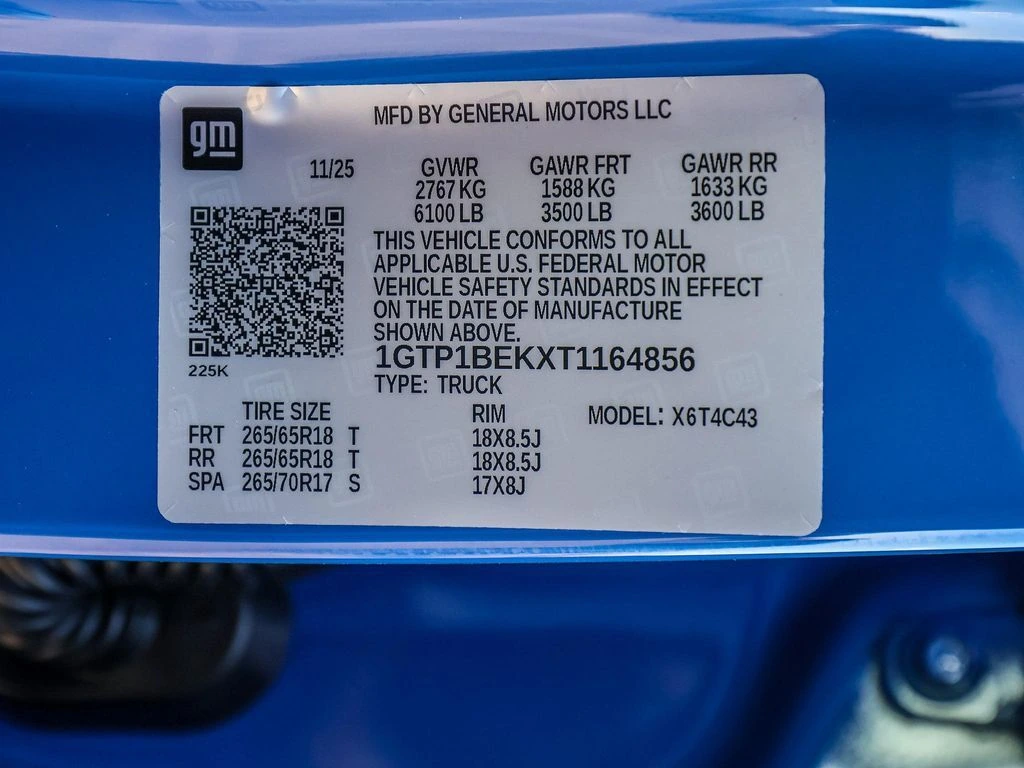 gm
MFD BY GENERAL MOTORS LLC
11/25 GVWR GAWR FRT GAWR RR
2767 KG 1588 KG 1633 KG
6100 LB 3500 LB 3600 LB
THIS VEHICLE CONFORMS TO ALL
APPLICABLE U.S. FEDERAL MOTOR
VEHICLE SAFETY STANDARDS IN EFFECT
ON THE DATE OF MANUFACTURE
SHOWN ABOVE.
225K
1GTP1BEKXT1164856
TYPE: TRUCK
TIRE SIZE RIM MODEL: X6T4C43
FRT 265/65R18 T 18X8.5J
RR 265/65R18 T 18X8.5J
SPA 265/70R17 S 17X8J